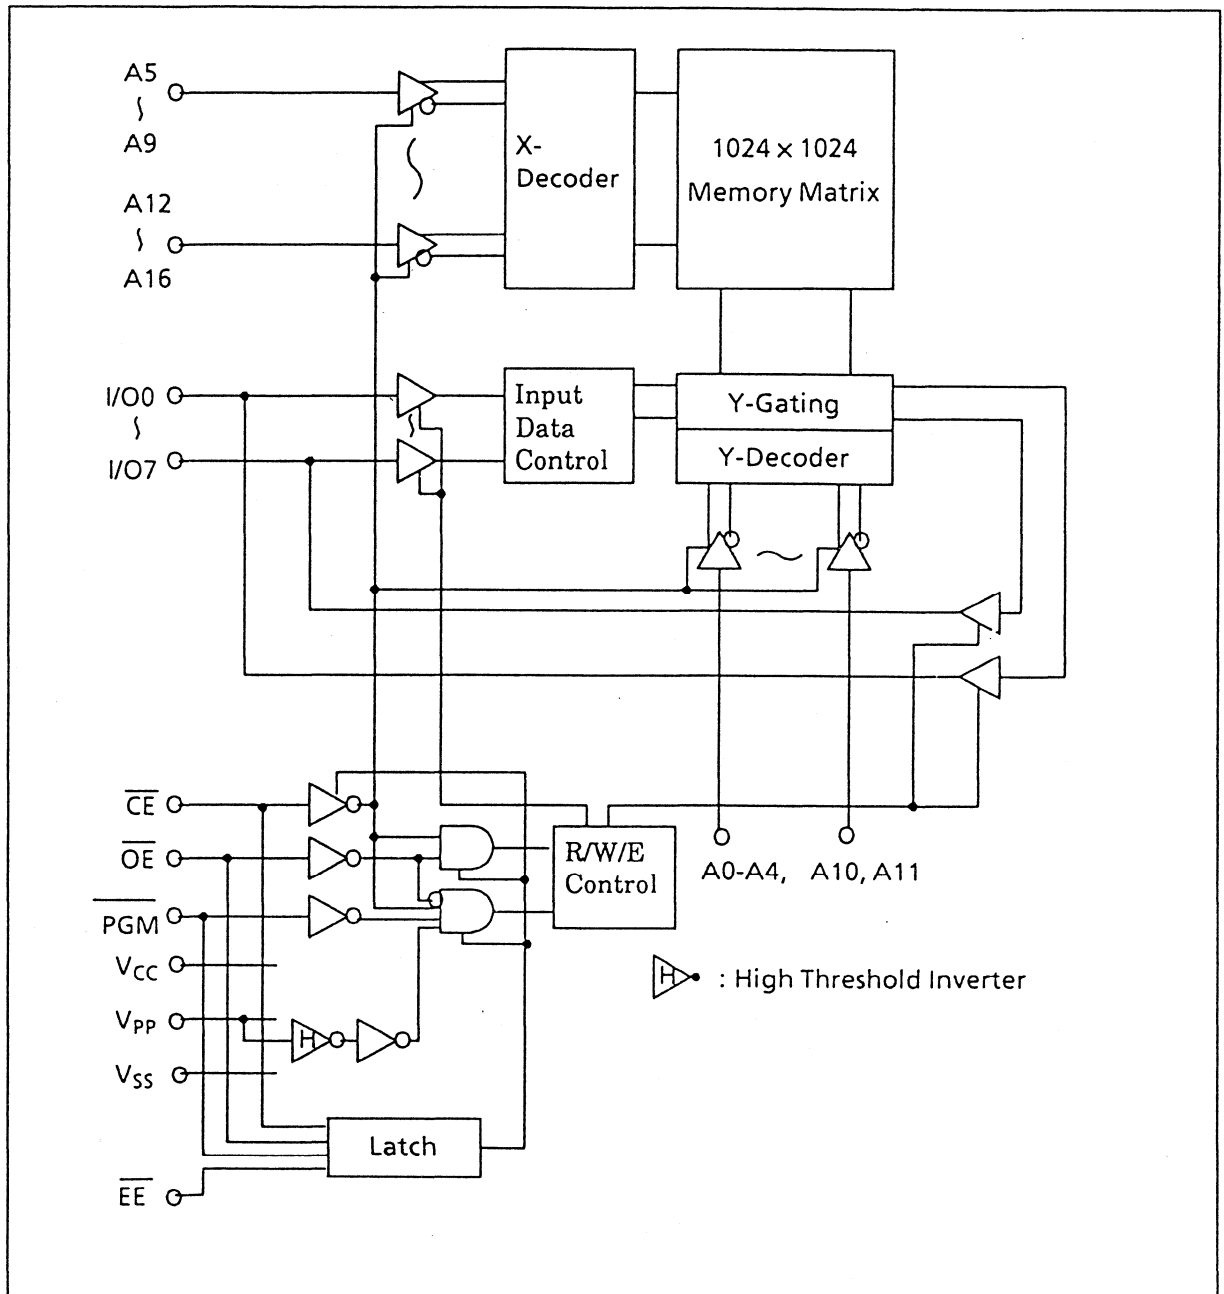 A5
A9
A12
A16
X-
Decoder
1024 x 1024
Memory Matrix
I/O0
I/O7
Input
Data
Control
Y-Gating
Y-Decoder
CE
OE
PGM
VCC
VPP
VSS
EE
H
R/W/E
Control
A0-A4, A10, A11
H : High Threshold Inverter
Latch